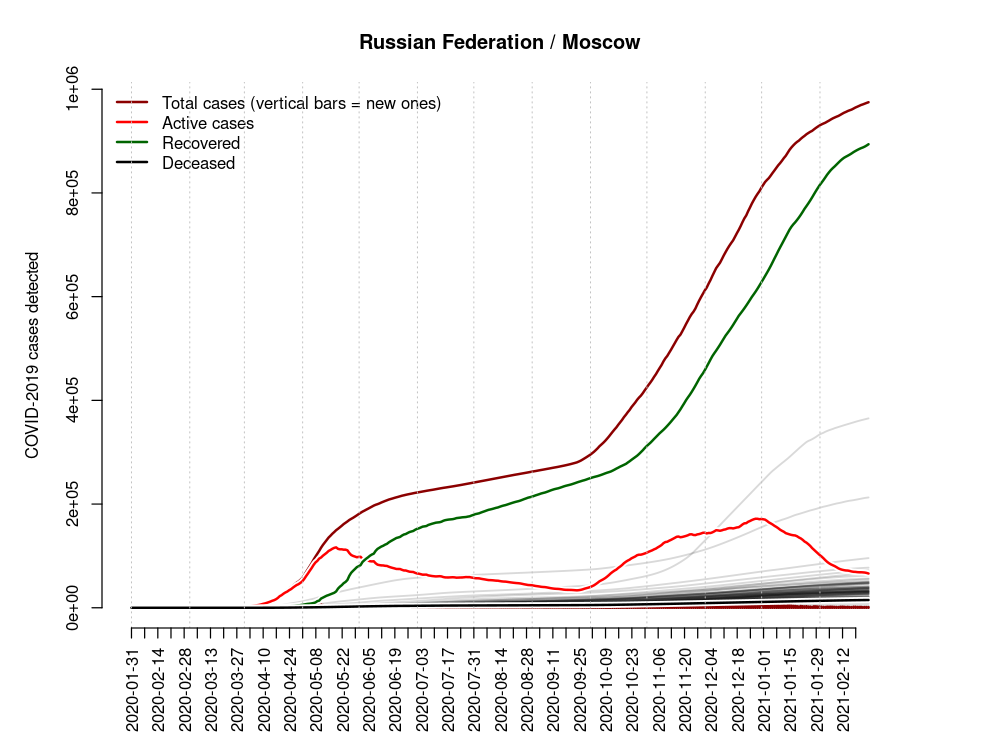 Russian Federation / Moscow
Total cases (vertical bars = new ones)
Active cases
Recovered
Deceased
COVID-2019 cases detected
1e+06
8e+05
6e+05
4e+05
2e+05
0e+00
2020-01-31
2020-02-14
2020-02-28
2020-03-13
2020-03-27
2020-04-10
2020-04-24
2020-05-08
2020-05-22
2020-06-05
2020-06-19
2020-07-03
2020-07-17
2020-07-31
2020-08-14
2020-08-28
2020-09-11
2020-09-25
2020-10-09
2020-10-23
2020-11-06
2020-11-20
2020-12-04
2020-12-18
2021-01-01
2021-01-15
2021-01-29
2021-02-12